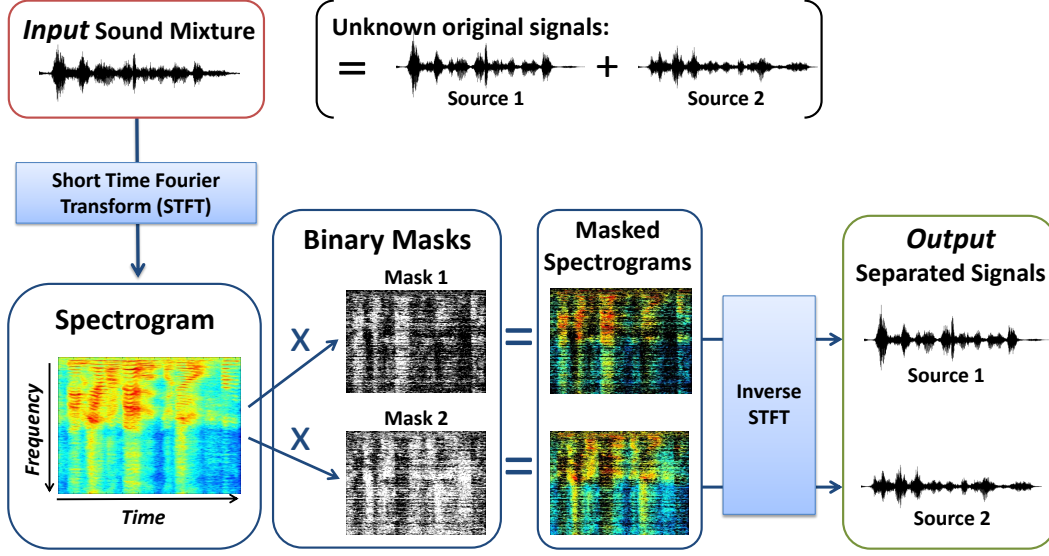 Input Sound Mixture
Unknown original signals:
=
+
Source 1
Source 2
Short Time Fourier
Transform (STFT)
Spectrogram
Frequency
Time
Binary Masks
Mask 1
X
=
Mask 2
X
=
Masked
Spectrograms
Inverse
STFT
Output
Separated Signals
Source 1
Source 2